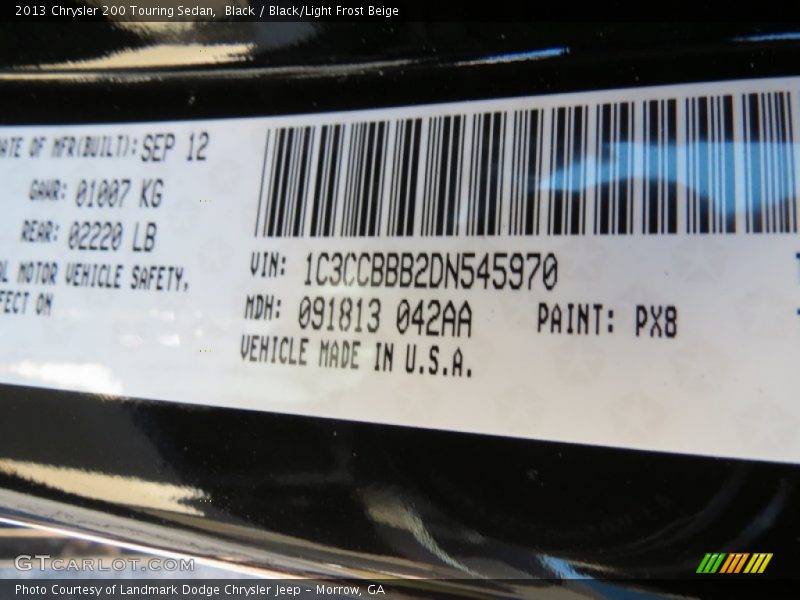 2013 Chrysler 200 Touring Sedan, Black / Black/Light Frost Beige
ATE OF MFR(BUILT): SEP 12
GAWR: 01007 KG
REAR: 02220 LB
L MOTOR VEHICLE SAFETY,
FECT ON
VIN: 1C3CCBBB2DN545970
MDH: 091813 042AA PAINT: PX8
VEHICLE MADE IN U.S.A.
GTCARLOT.COM
Photo Courtesy of Landmark Dodge Chrysler Jeep - Morrow, GA